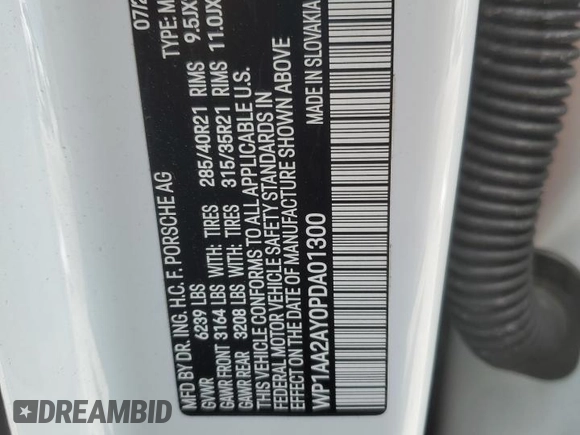 MFD BY DR. ING. H.C. F. PORSCHE AG 07/2
GVWR 6239 LBS TYPE: M
GAWR FRONT 3164 LBS WITH: TIRES 285/40R21 RIMS 9.5JX
GAWR REAR 3208 LBS WITH: TIRES 315/35R21 RIMS 11.0JX
THIS VEHICLE CONFORMS TO ALL APPLICABLE U.S.
FEDERAL MOTOR VEHICLE SAFETY STANDARDS IN
EFFECT ON THE DATE OF MANUFACTURE SHOWN ABOVE
WP1AA2AY0PDA01300 MADE IN SLOVAKIA
DREAMBID